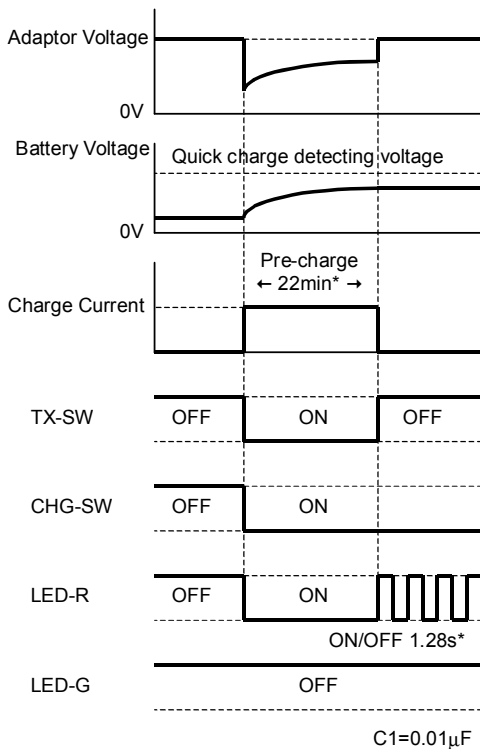 Adaptor Voltage
0V
Battery Voltage
Quick charge detecting voltage
0V
Pre-charge
← 22min* →
Charge Current
TX-SW OFF ON OFF
CHG-SW OFF ON
LED-R OFF ON
ON/OFF 1.28s*
LED-G OFF
C1=0.01μF